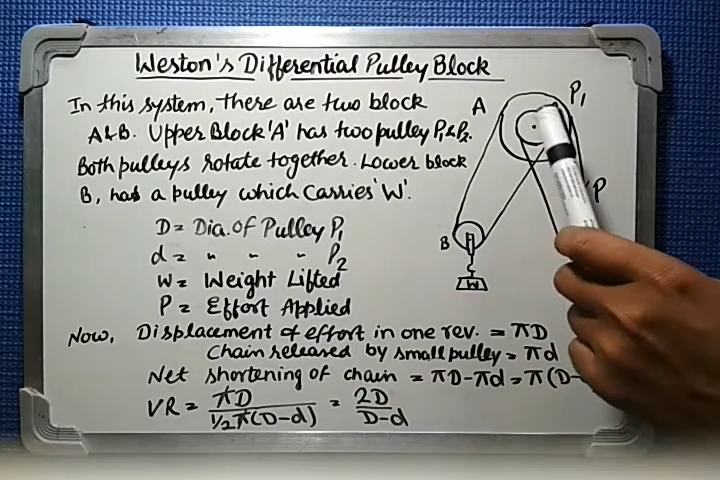 Weston's Differential Pulley Block
In this system, there are two block
A&B. Upper Block 'A' has two pulley P1 & P2.
Both pulleys rotate together. Lower block
B, has a pulley which carries 'W'.
D = Dia. of Pulley P1
d = " " " P2
W = Weight Lifted
P = Effort Applied
Now, Displacement of effort in one rev. = πD
Chain released by small pulley = πd
Net shortening of chain = πD-πd = π(D-
VR = πD / 1/2 π(D-d) = 2D / D-d
A
P1
P
B
W